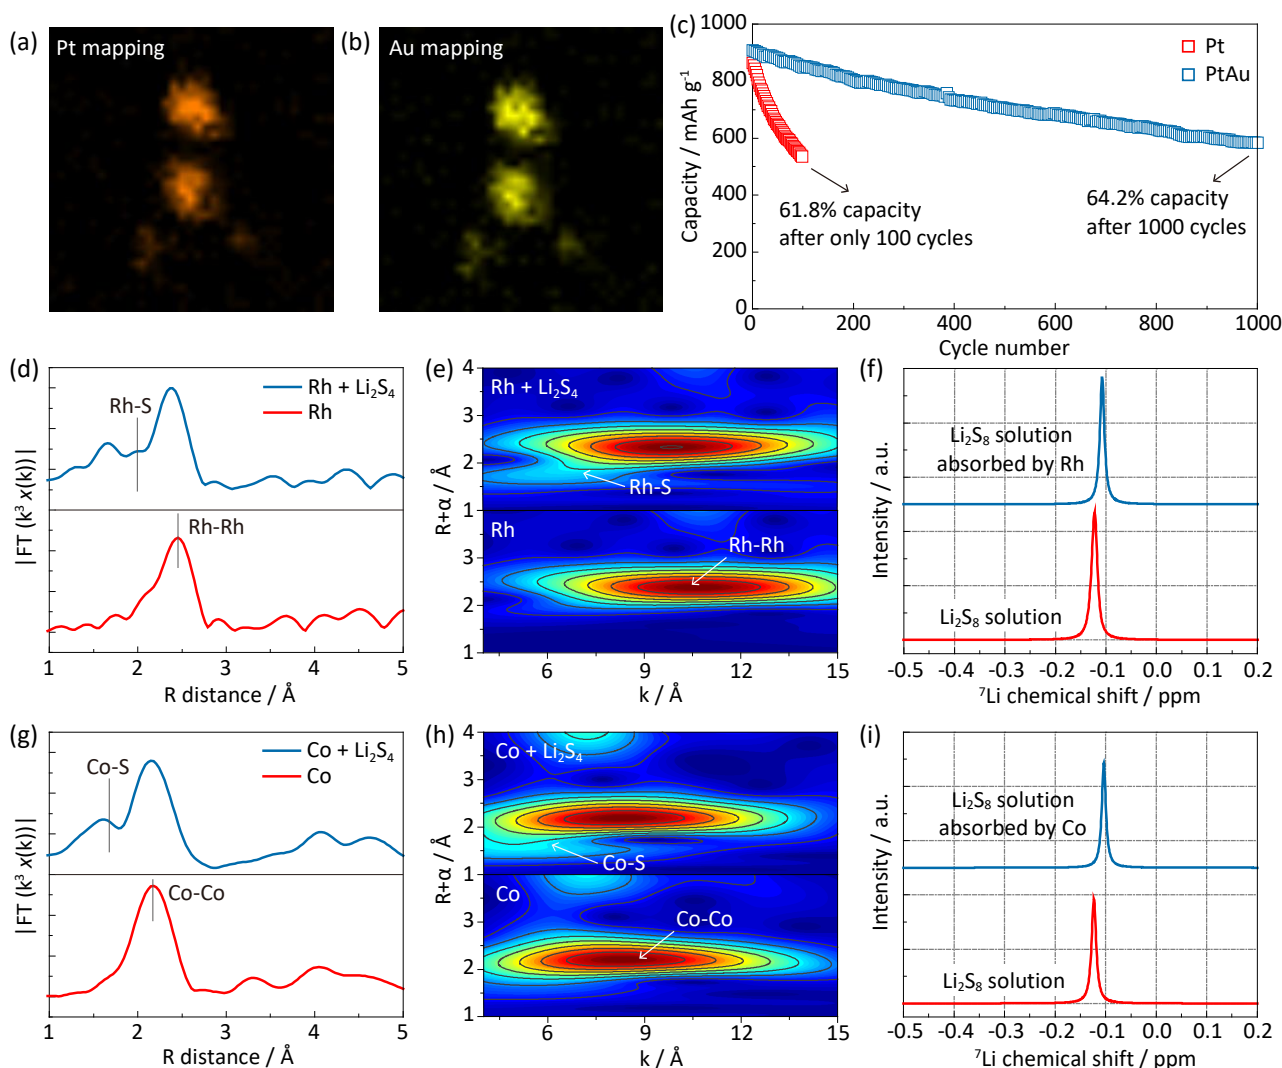 (a)
Pt mapping
(b)
Au mapping
(c)
1000
800
600
400
200
0
Capacity / mAh g⁻¹
Pt
PtAu
61.8% capacity
after only 100 cycles
64.2% capacity
after 1000 cycles
0
200
400
600
800
1000
Cycle number
(d)
Rh + Li₂S₄
Rh
Rh-S
Rh-Rh
|FT (k³ x(k))|
1
2
3
4
5
R distance / Å
(e)
Rh + Li₂S₄
Rh-S
Rh
Rh-Rh
4
3
2
1
3
2
1
R+α / Å
6
9
12
15
k / Å
(f)
Li₂S₈ solution
absorbed by Rh
Li₂S₈ solution
Intensity / a.u.
-0.5
-0.4
-0.3
-0.2
-0.1
0.0
0.1
0.2
⁷Li chemical shift / ppm
(g)
Co + Li₂S₄
Co
Co-S
Co-Co
|FT (k³ x(k))|
1
2
3
4
5
R distance / Å
(h)
Co + Li₂S₄
Co-S
Co
Co-Co
4
3
2
1
3
2
1
R+α / Å
6
9
12
15
k / Å
(i)
Li₂S₈ solution
absorbed by Co
Li₂S₈ solution
Intensity / a.u.
-0.5
-0.4
-0.3
-0.2
-0.1
0.0
0.1
0.2
⁷Li chemical shift / ppm